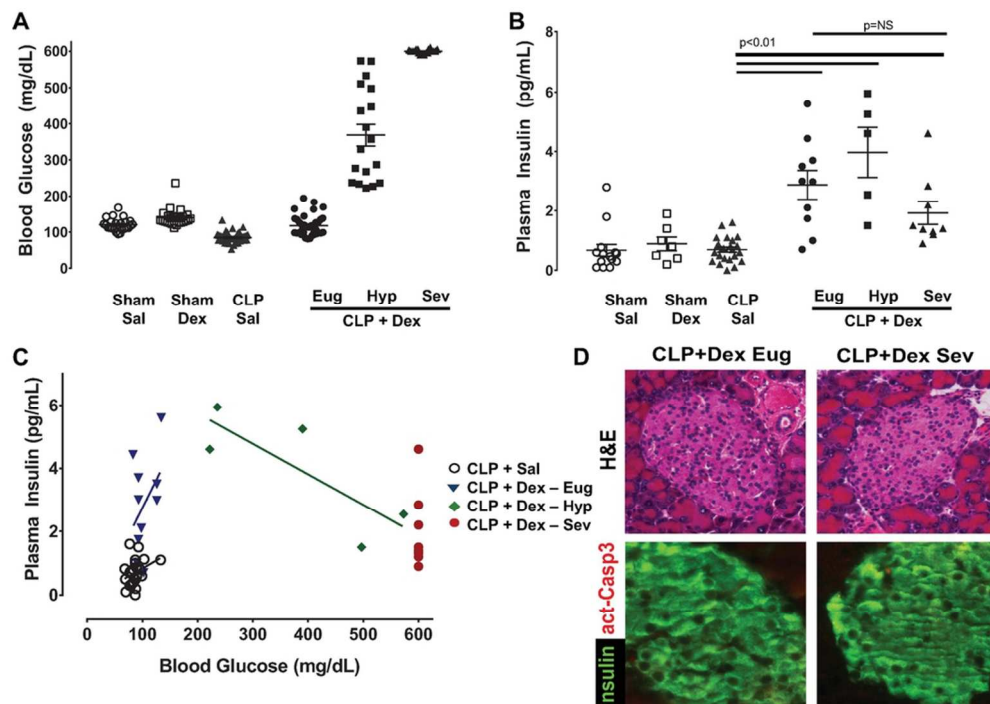 A
Blood Glucose (mg/dL)
600
500
400
300
200
100
0
Sham Sal
Sham Dex
CLP Sal
Eug Hyp Sev
CLP + Dex
B
Plasma Insulin (pg/mL)
8
6
4
2
0
p=NS
p<0.01
Sham Sal
Sham Dex
CLP Sal
Eug Hyp Sev
CLP + Dex
C
Plasma Insulin (pg/mL)
6
4
2
0
0 100 200 300 400 500 600
Blood Glucose (mg/dL)
CLP + Sal
CLP + Dex – Eug
CLP + Dex – Hyp
CLP + Dex – Sev
D
CLP+Dex Eug
CLP+Dex Sev
H&E
nsulin act-Casp3